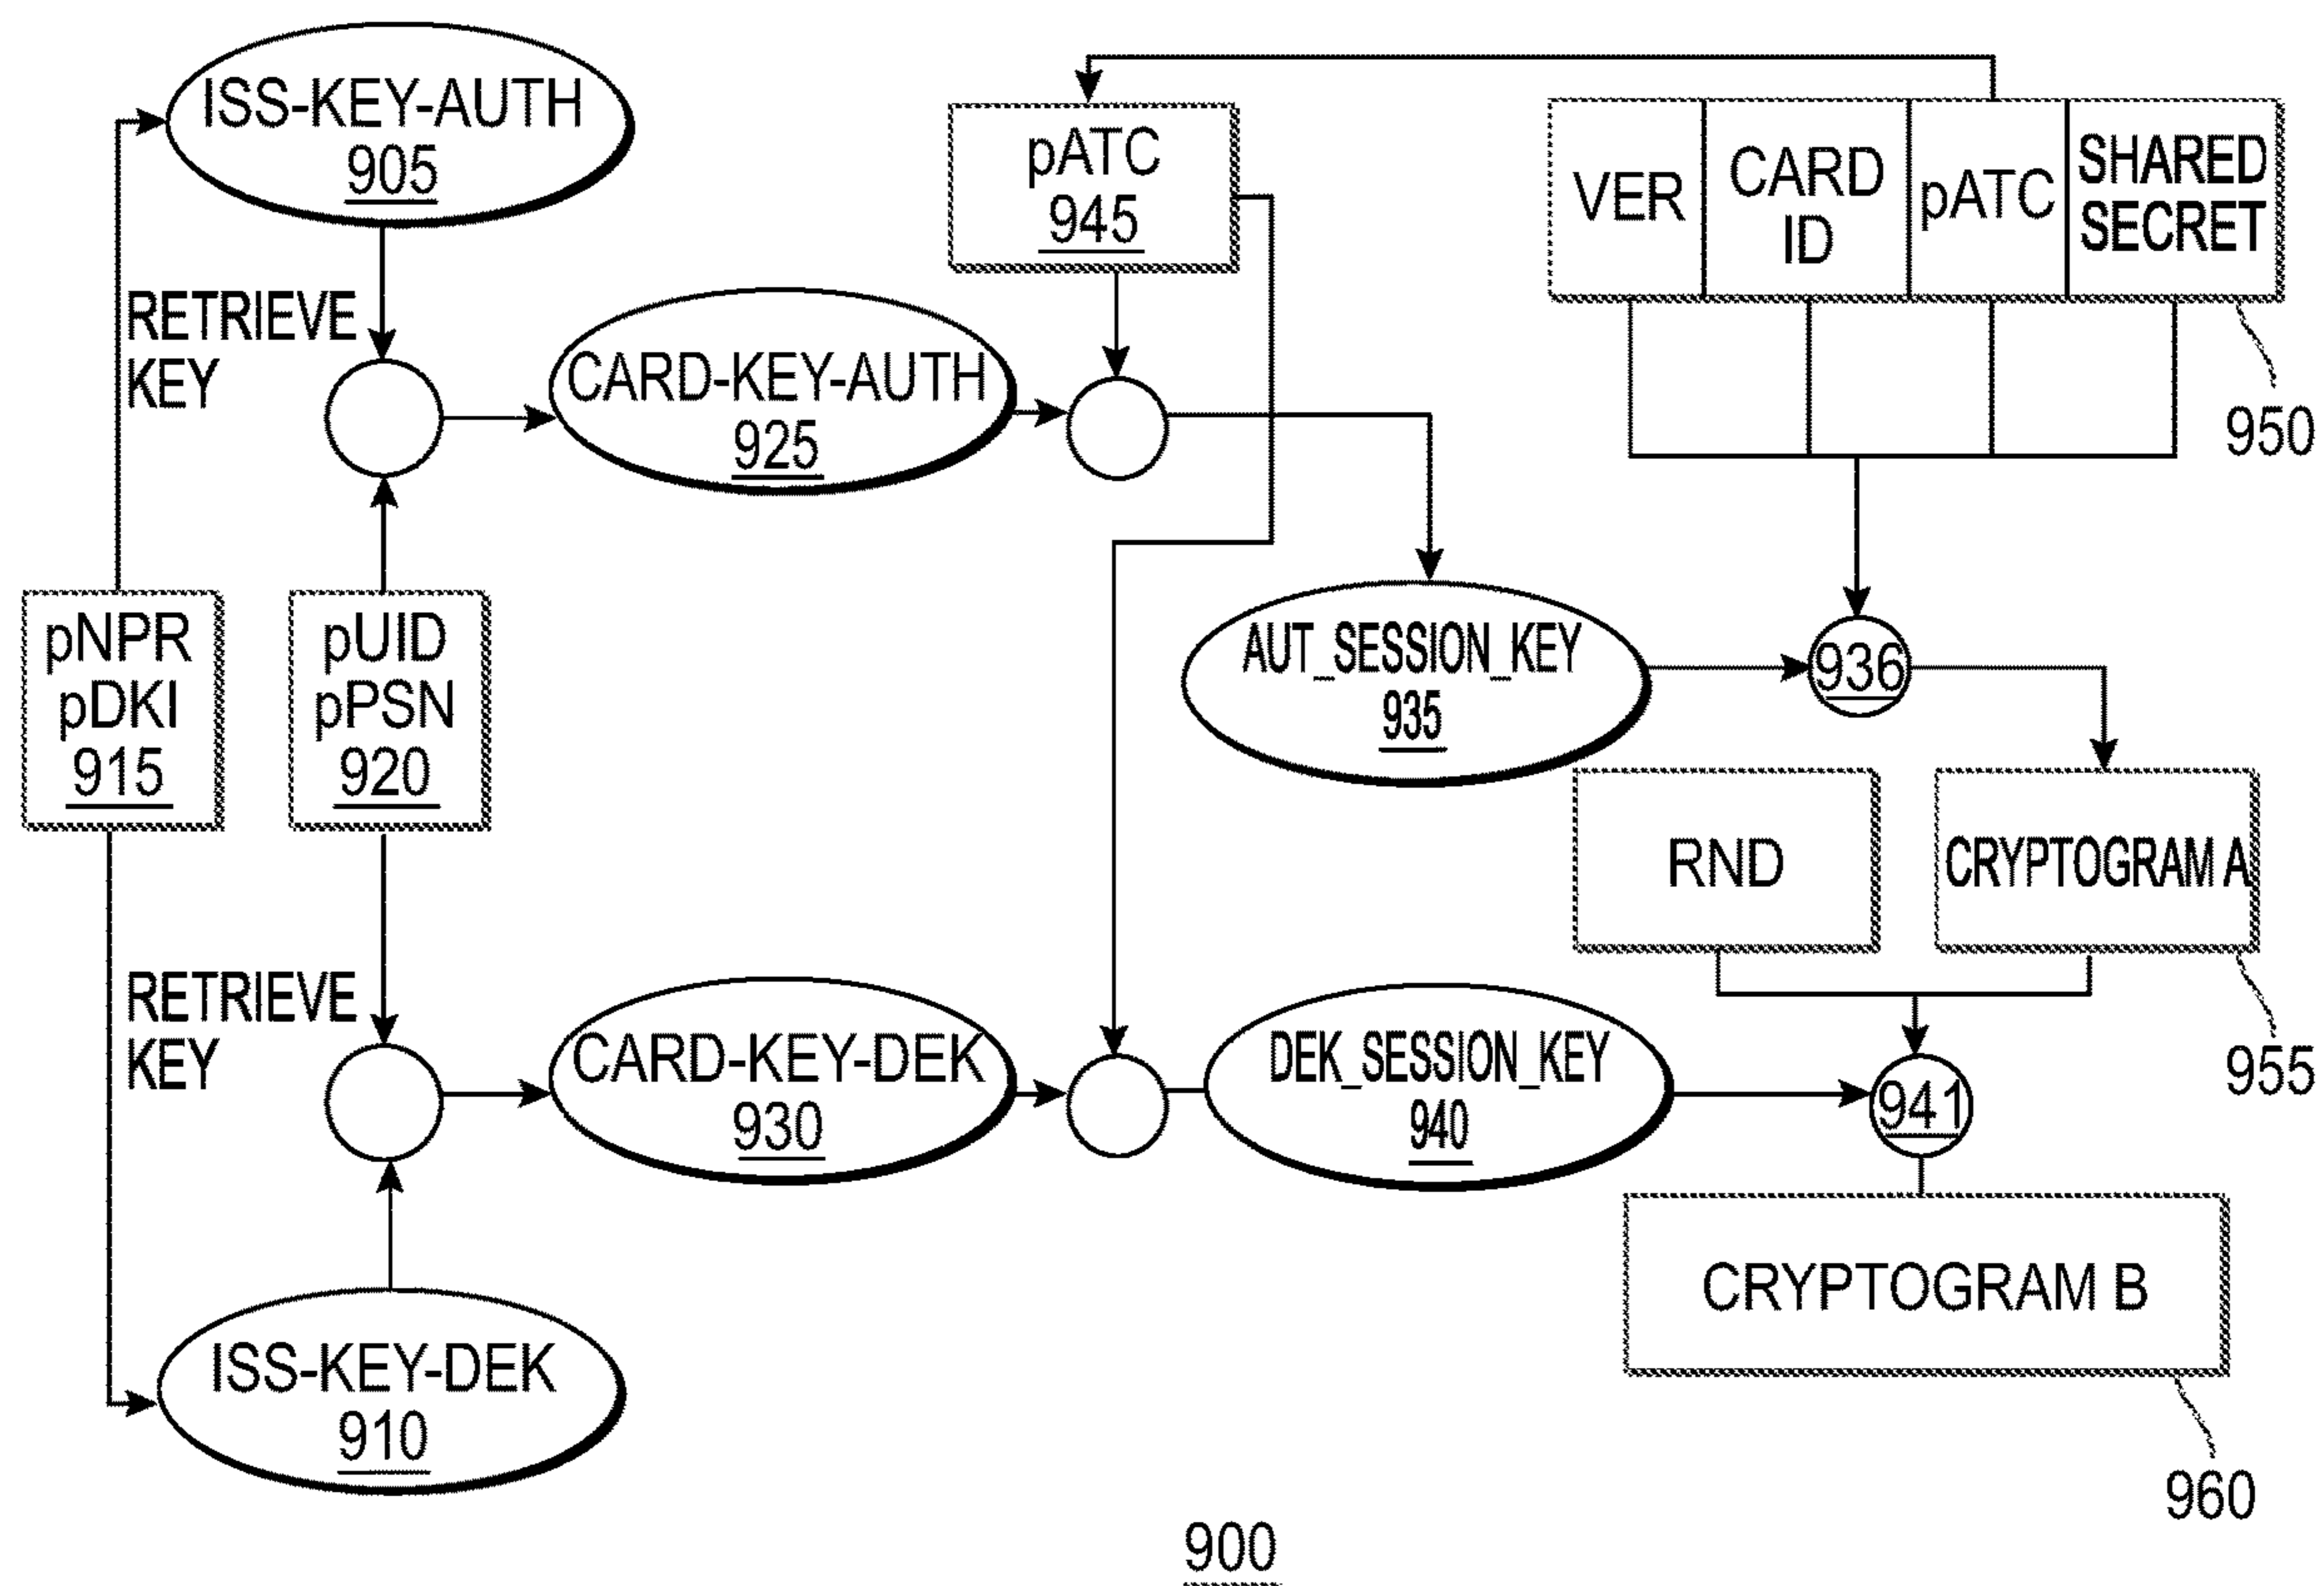 ISS-KEY-AUTH
905
pATC
945
VER
CARD
ID
pATC
SHARED
SECRET
950
RETRIEVE
KEY
CARD-KEY-AUTH
925
pNPR
pDKI
915
pUID
pPSN
920
AUT_SESSION_KEY
935
936
RND
CRYPTOGRAM A
955
RETRIEVE
KEY
CARD-KEY-DEK
930
DEK_SESSION_KEY
940
941
CRYPTOGRAM B
960
ISS-KEY-DEK
910
900